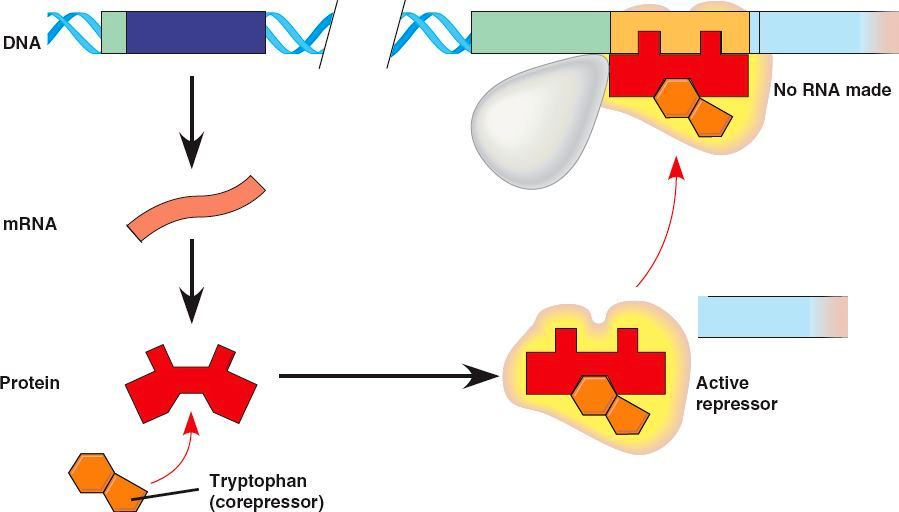 DNA
No RNA made
mRNA
Protein
Active
repressor
Tryptophan
(corepressor)